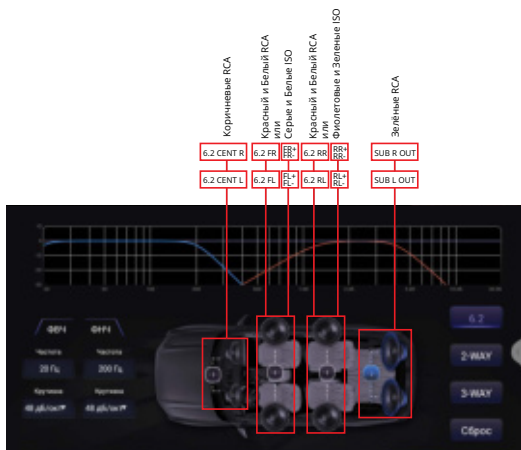 Коричневые RCA
Красный и Белый RCA
или
Серые и Белые ISO
Красный и Белый RCA
или
Фиолетовые и Зеленые ISO
Зелёные RCA
6.2 CENT R
6.2 FR
FR+
FR-
6.2 RR
RR+
RR-
SUB R OUT
6.2 CENT L
6.2 FL
FL+
FL-
6.2 RL
RL+
RL-
SUB L OUT
6.2
ФВЧ
ФНЧ
Частота
Частота
2-WAY
20 Гц
200 Гц
Крутизна
Крутизна
3-WAY
48 дБ/окт
48 дБ/окт
Сброс